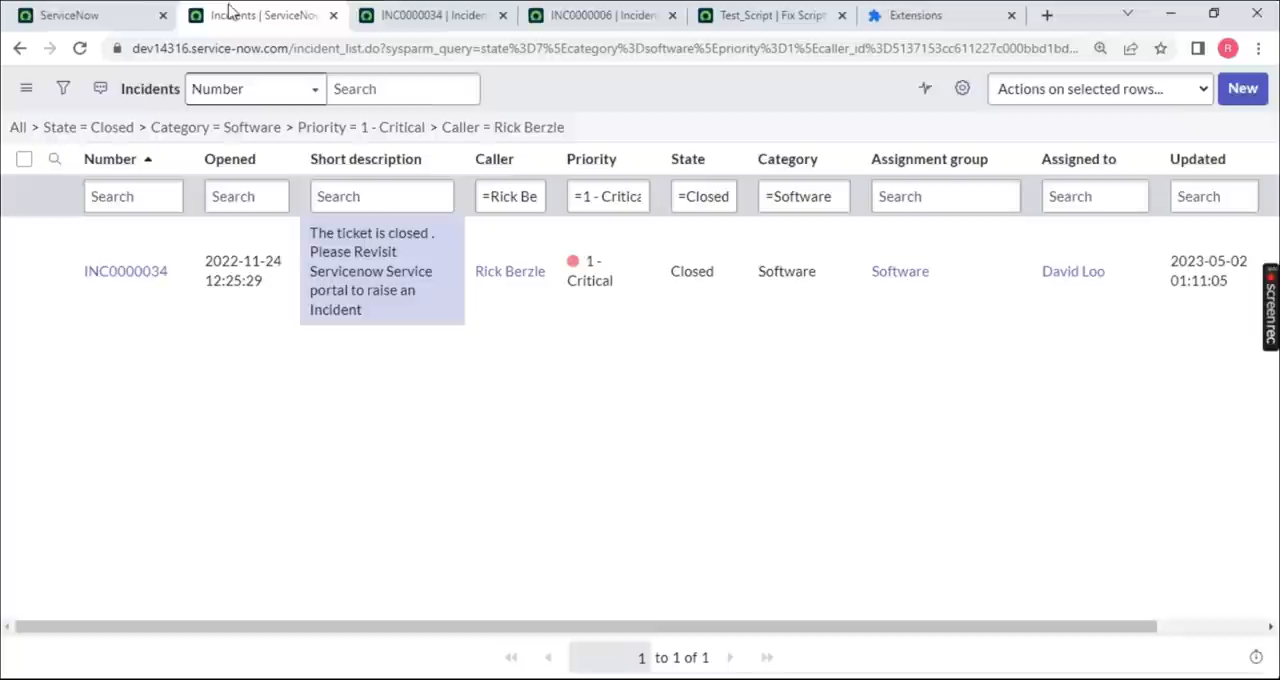 ServiceNow
Incidents | ServiceNow
INC0000034 | Inciden
INC0000006 | Inciden
Test_Script | Fix Script
Extensions
dev14316.service-now.com/incident_list.do?sysparm_query=state%3D7%5Ecategory%3Dsoftware%5Epriority%3D1%5Ecaller_id%3D5137153cc611227c000bbd1bd...
R
Incidents
Number
Search
Actions on selected rows...
New
All > State = Closed > Category = Software > Priority = 1 - Critical > Caller = Rick Berzle
Number Opened Short description Caller Priority State Category Assignment group Assigned to Updated
Search Search Search =Rick Be =1 - Critica =Closed =Software Search Search Search
INC0000034
2022-11-24
12:25:29
The ticket is closed .
Please Revisit
Servicenow Service
portal to raise an
Incident
Rick Berzle
1 -
Critical
Closed
Software
Software
David Loo
2023-05-02
01:11:05
screenrec
1 to 1 of 1